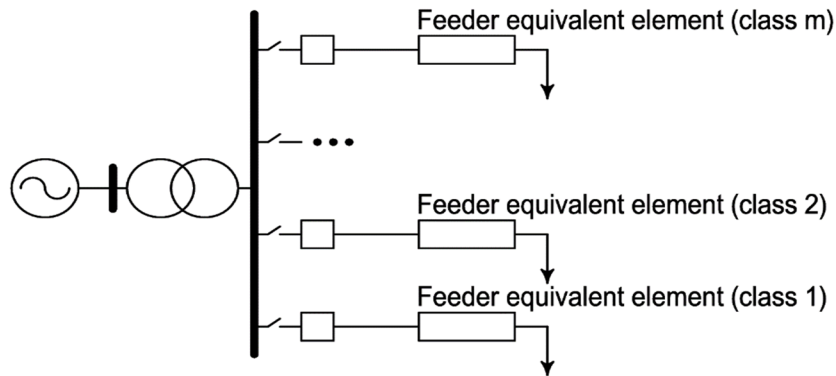 Feeder equivalent element (class m)
Feeder equivalent element (class 2)
Feeder equivalent element (class 1)